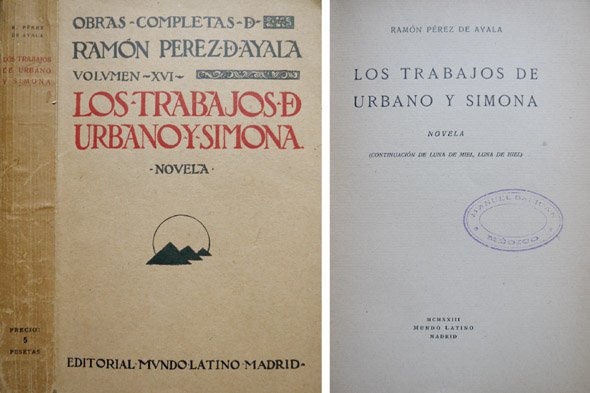 R. PÉREZ
DE AYALA
LOS TRABAJOS
DE URBANO
Y SIMONA
PRECIO:
5
PESETAS
OBRAS-COMPLETAS-D-
RAMÓN PEREZ-D-AYALA
VOLVMEN-XVI-
LOS-TRABAJOS-D
URBANO-Y-SIMONA.
·NOVELA·
EDITORIAL-MVNDO LATINO MADRID-
RAMÓN PÉREZ DE AYALA
LOS TRABAJOS DE
URBANO Y SIMONA
NOVELA
(CONTINUACIÓN DE LUNA DE MIEL, LUNA DE HIEL)
MANUEL
MÉDICO
MCMXXIII
MUNDO LATINO
MADRID